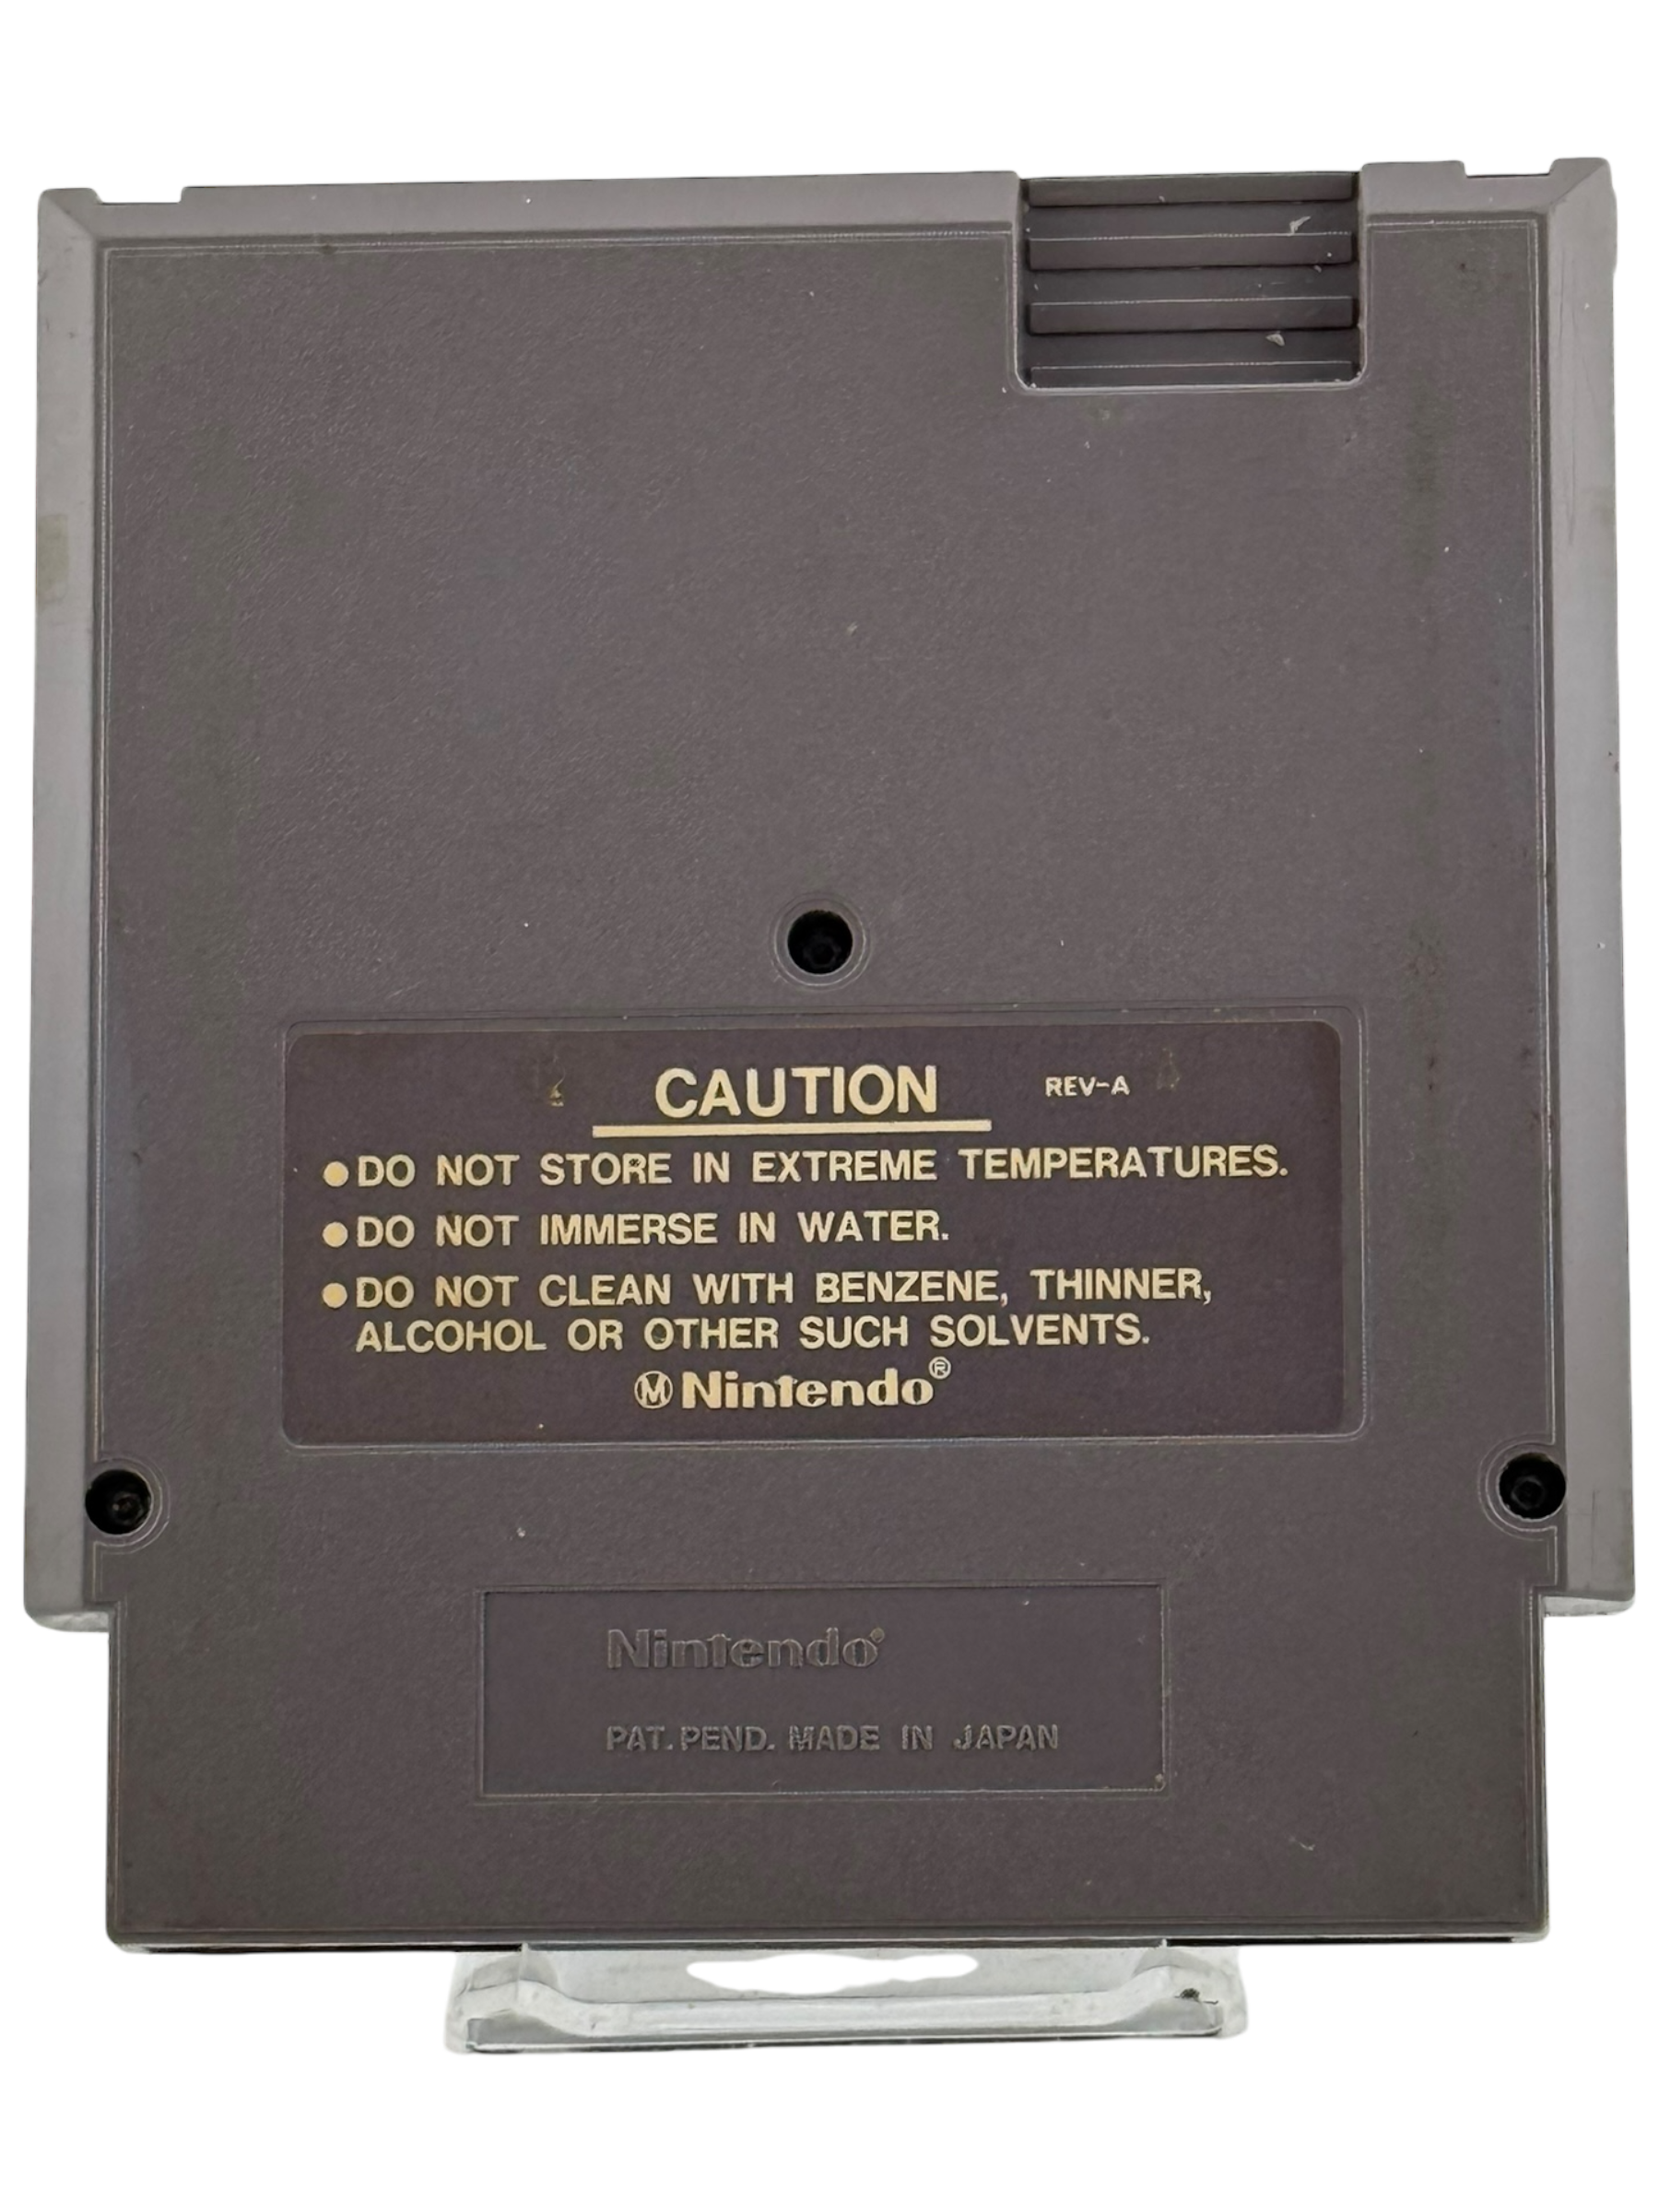 CAUTION REV-A
●DO NOT STORE IN EXTREME TEMPERATURES.
●DO NOT IMMERSE IN WATER.
●DO NOT CLEAN WITH BENZENE, THINNER,
ALCOHOL OR OTHER SUCH SOLVENTS.
Ⓜ Nintendo®
Nintendo®
PAT. PEND. MADE IN JAPAN